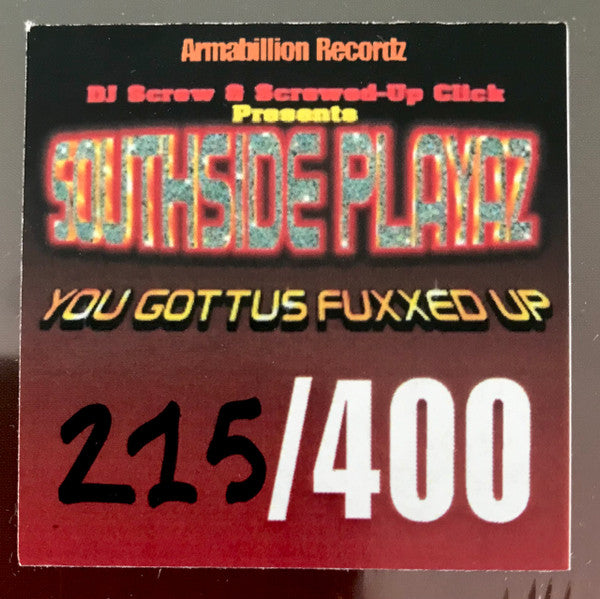 Armabillion Recordz
DJ Screw & Screwed-Up Click
Presents
SOUTHSIDE PLAYAZ
YOU GOTTUS FUXXED UP
215/400